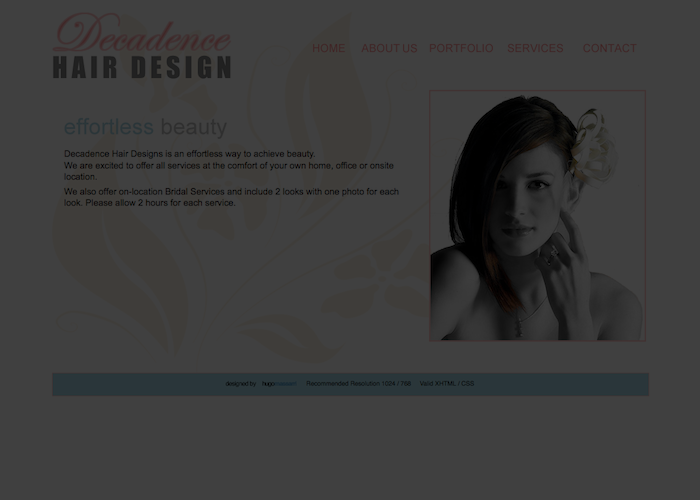 Decadence
HAIR DESIGN
HOME ABOUT US PORTFOLIO SERVICES CONTACT
effortless beauty
Decadence Hair Designs is an effortless way to achieve beauty.
We are excited to offer all services at the comfort of your own home, office or onsite
location.
We also offer on-location Bridal Services and include 2 looks with one photo for each
look. Please allow 2 hours for each service.
designed by Recommended Resolution 1024 / 768 Valid XHTML / CSS